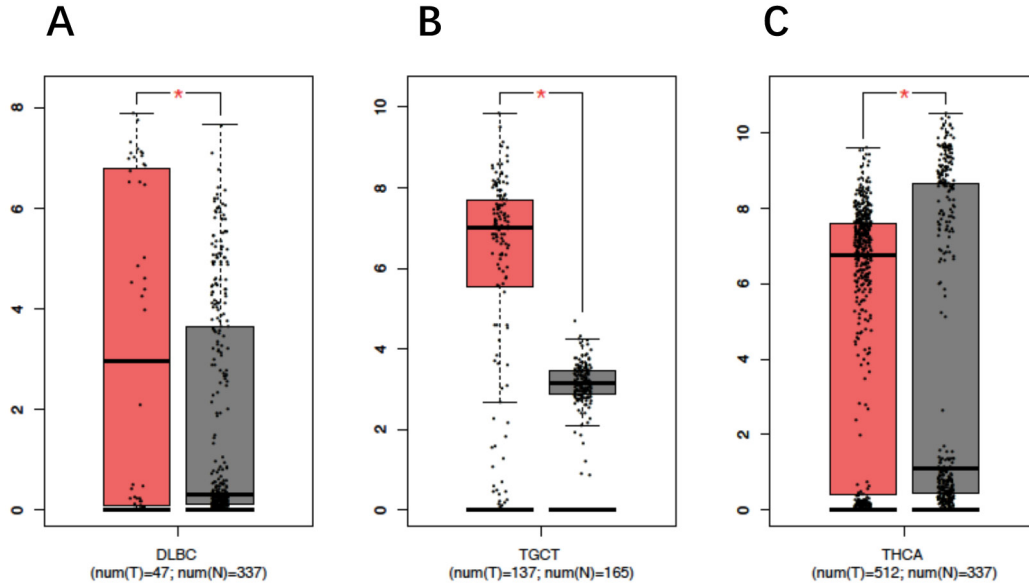 A
B
C
8
6
4
2
0
*
DLBC
(num(T)=47; num(N)=337)
10
8
6
4
2
0
*
TGCT
(num(T)=137; num(N)=165)
10
8
6
4
2
0
*
THCA
(num(T)=512; num(N)=337)